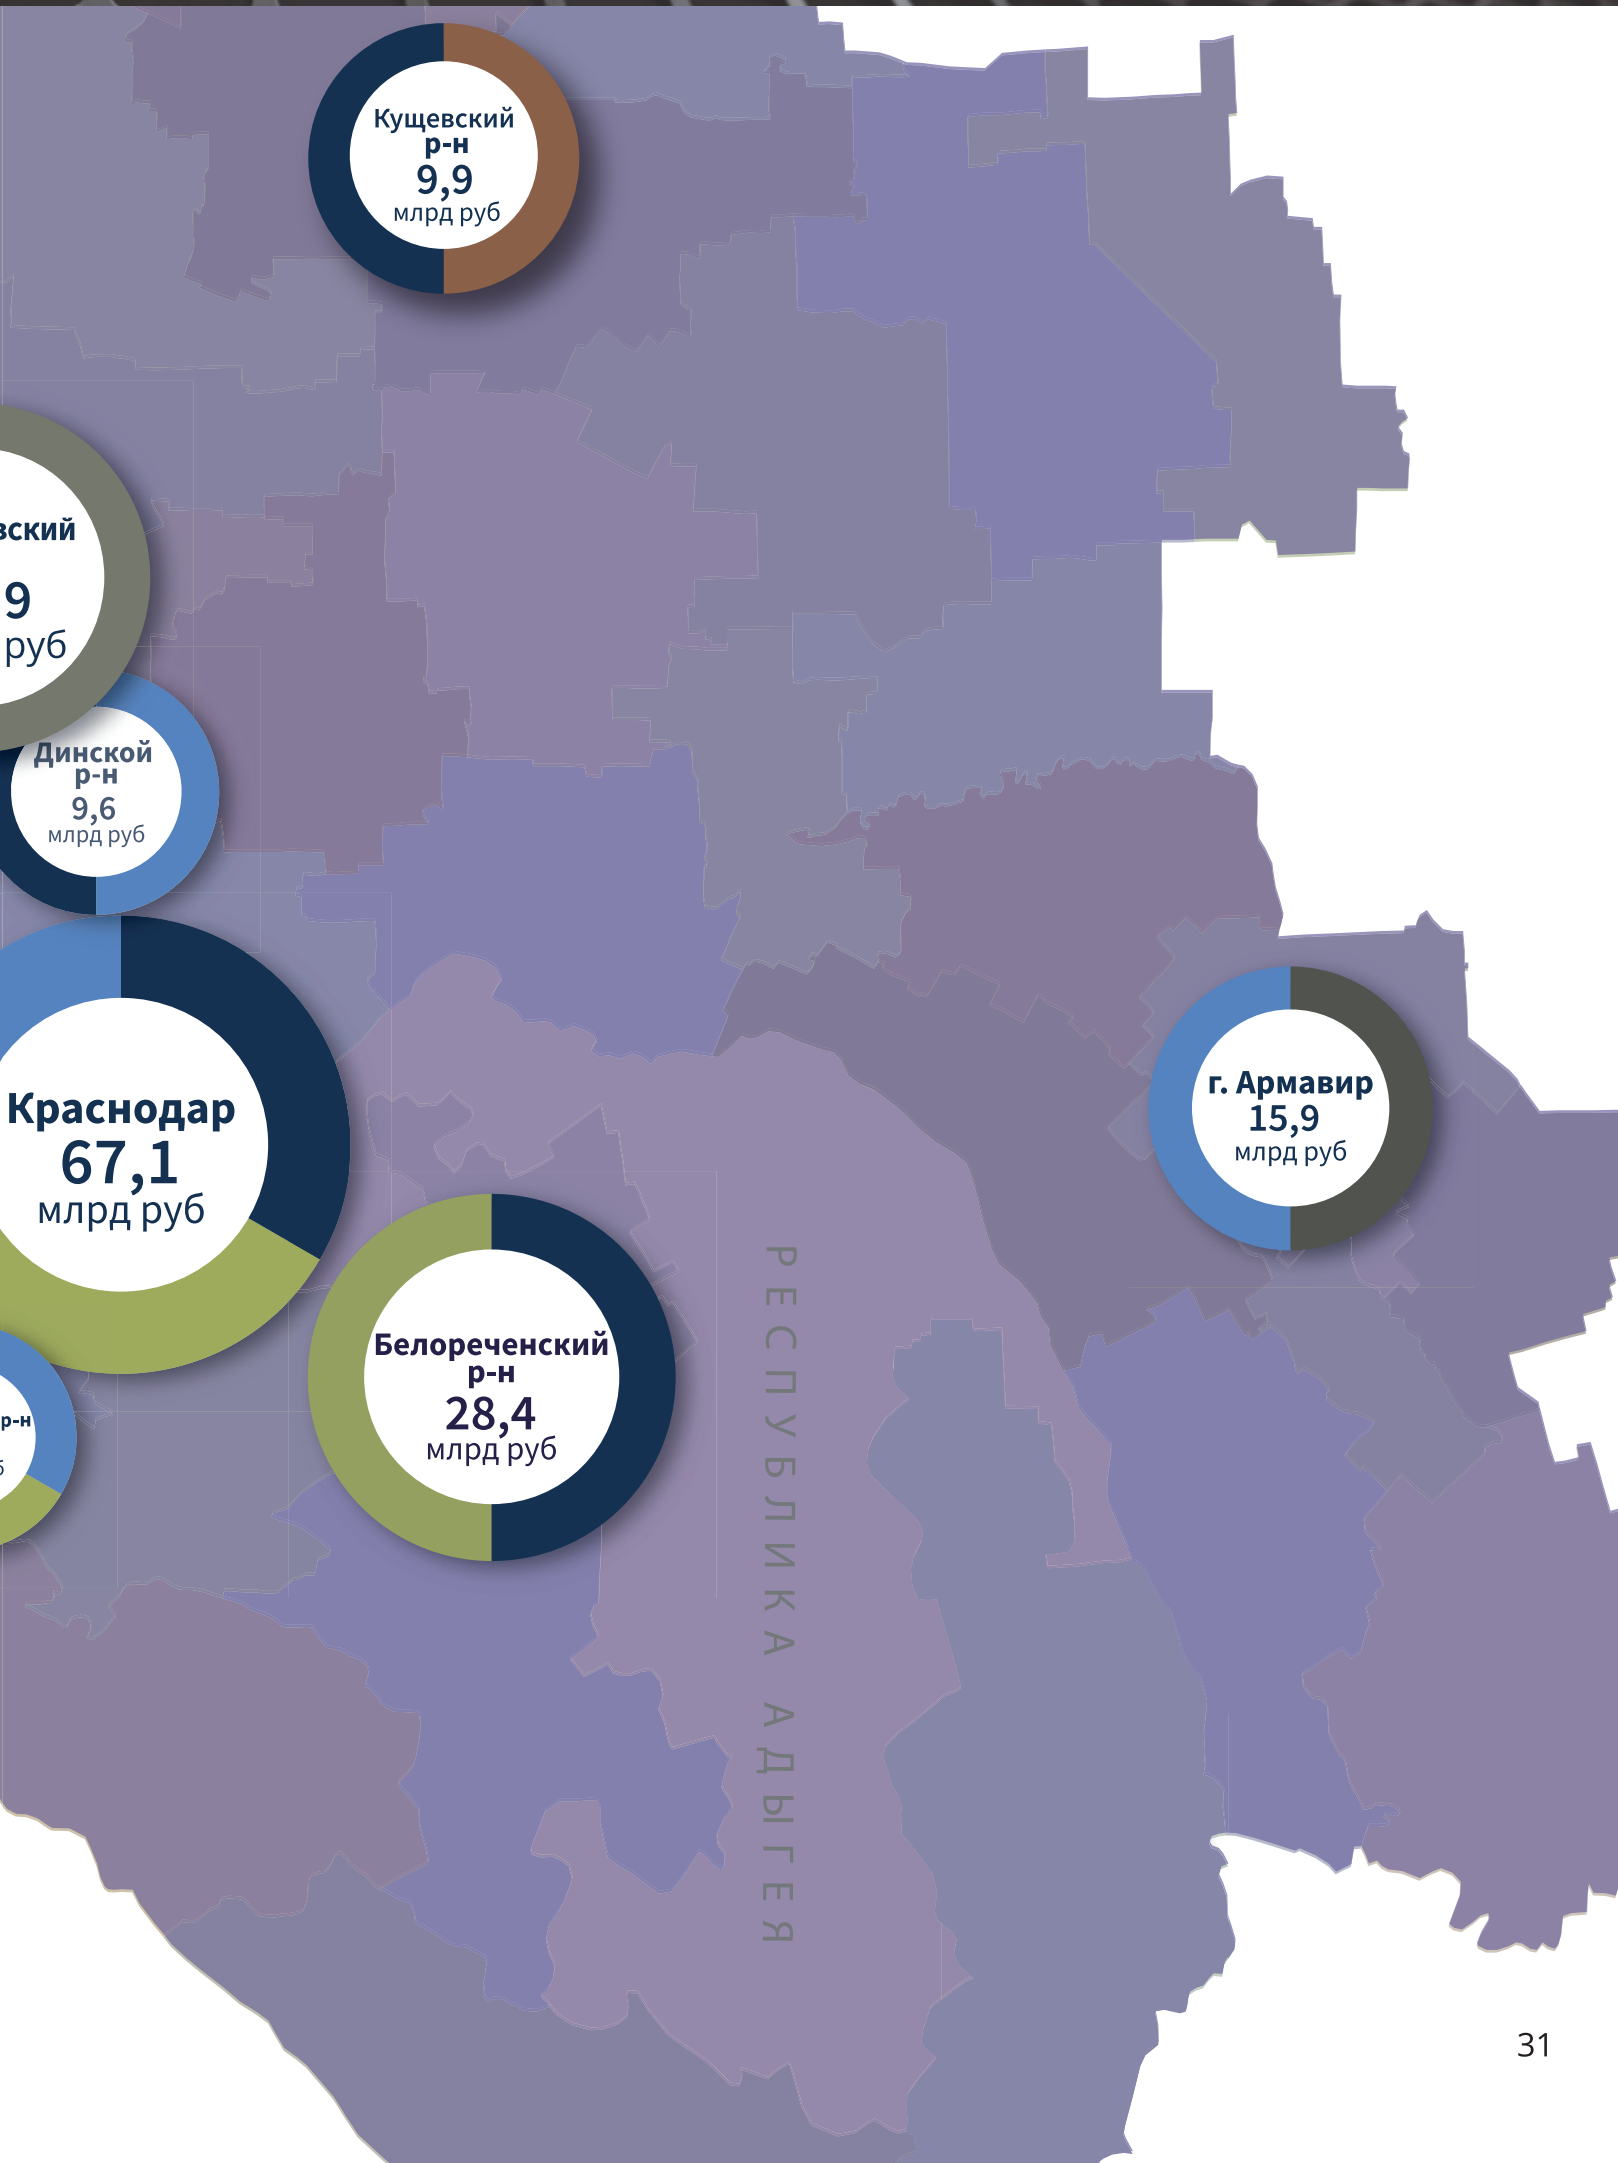 Кущевский
р-н
9,9
млрд руб
вский
9
руб
Динской
р-н
9,6
млрд руб
Краснодар
67,1
млрд руб
г. Армавир
15,9
млрд руб
Белореченский
р-н
28,4
млрд руб
р-н
б
РЕСПУБЛИКА АДЫГЕЯ
31